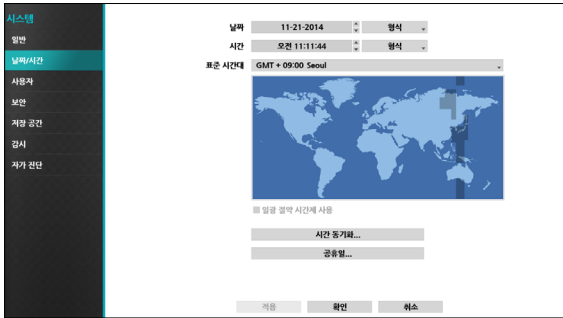 시스템
일반
날짜/시간
사용자
보안
저장 공간
감시
자가 진단
날짜 11-21-2014 형식
시간 오전 11:11:44 형식
표준 시간대 GMT + 09:00 Seoul
일광 절약 시간제 사용
시간 동기화...
공휴일...
적용 확인 취소